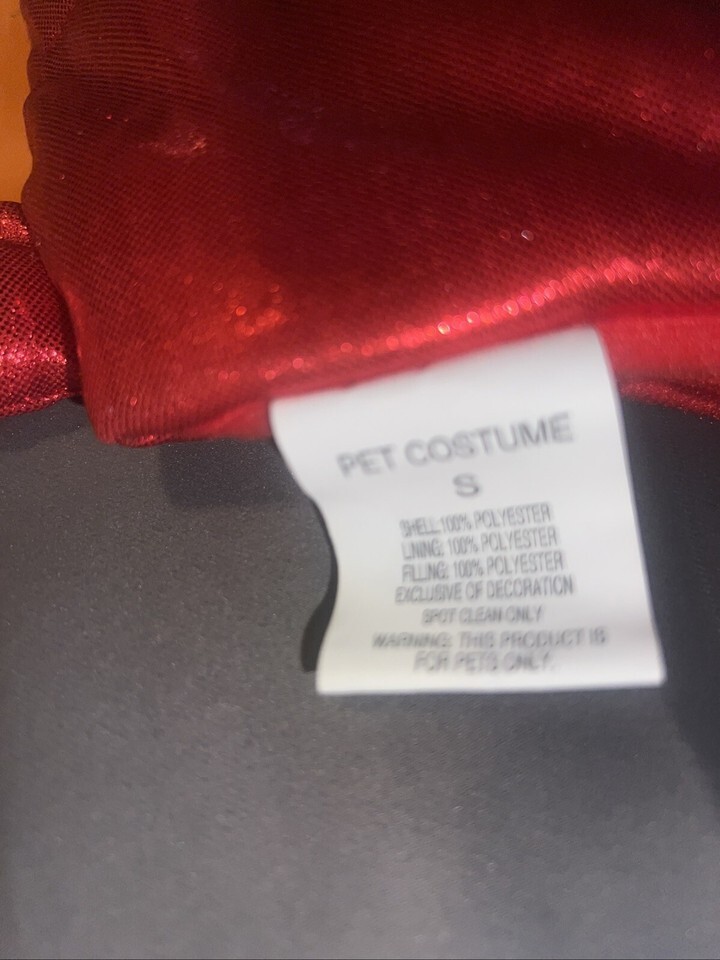 PET COSTUME
S
SHELL:100% POLYESTER
LINING: 100% POLYESTER
FILLING: 100% POLYESTER
EXCLUSIVE OF DECORATION
SPOT CLEAN ONLY
WARNING: THIS PRODUCT IS
FOR PETS ONLY.